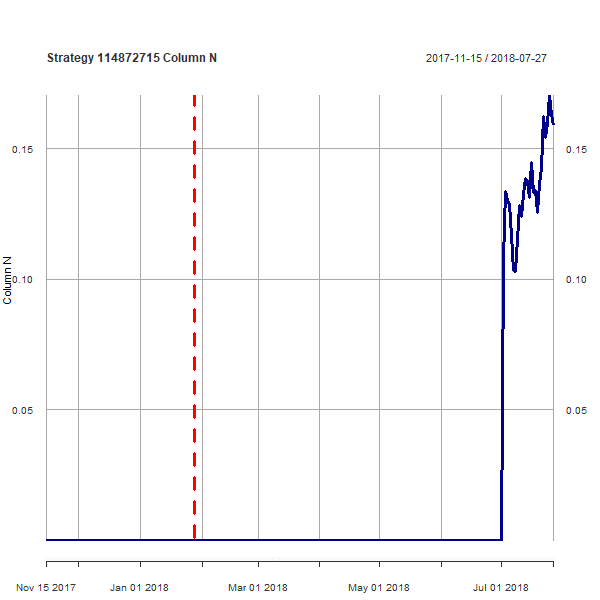 Strategy 114872715 Column N
2017-11-15 / 2018-07-27
0.15
0.15
Column N
0.10
0.10
0.05
0.05
Nov 15 2017
Jan 01 2018
Mar 01 2018
May 01 2018
Jul 01 2018